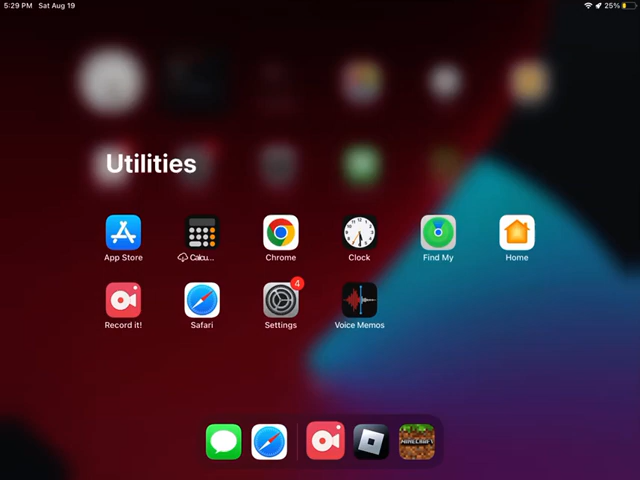 5:29 PM Sat Aug 19
25%
Utilities
App Store
Calcu...
Chrome
Clock
Find My
Home
4
Record it!
Safari
Settings
Voice Memos
MINECRAFT